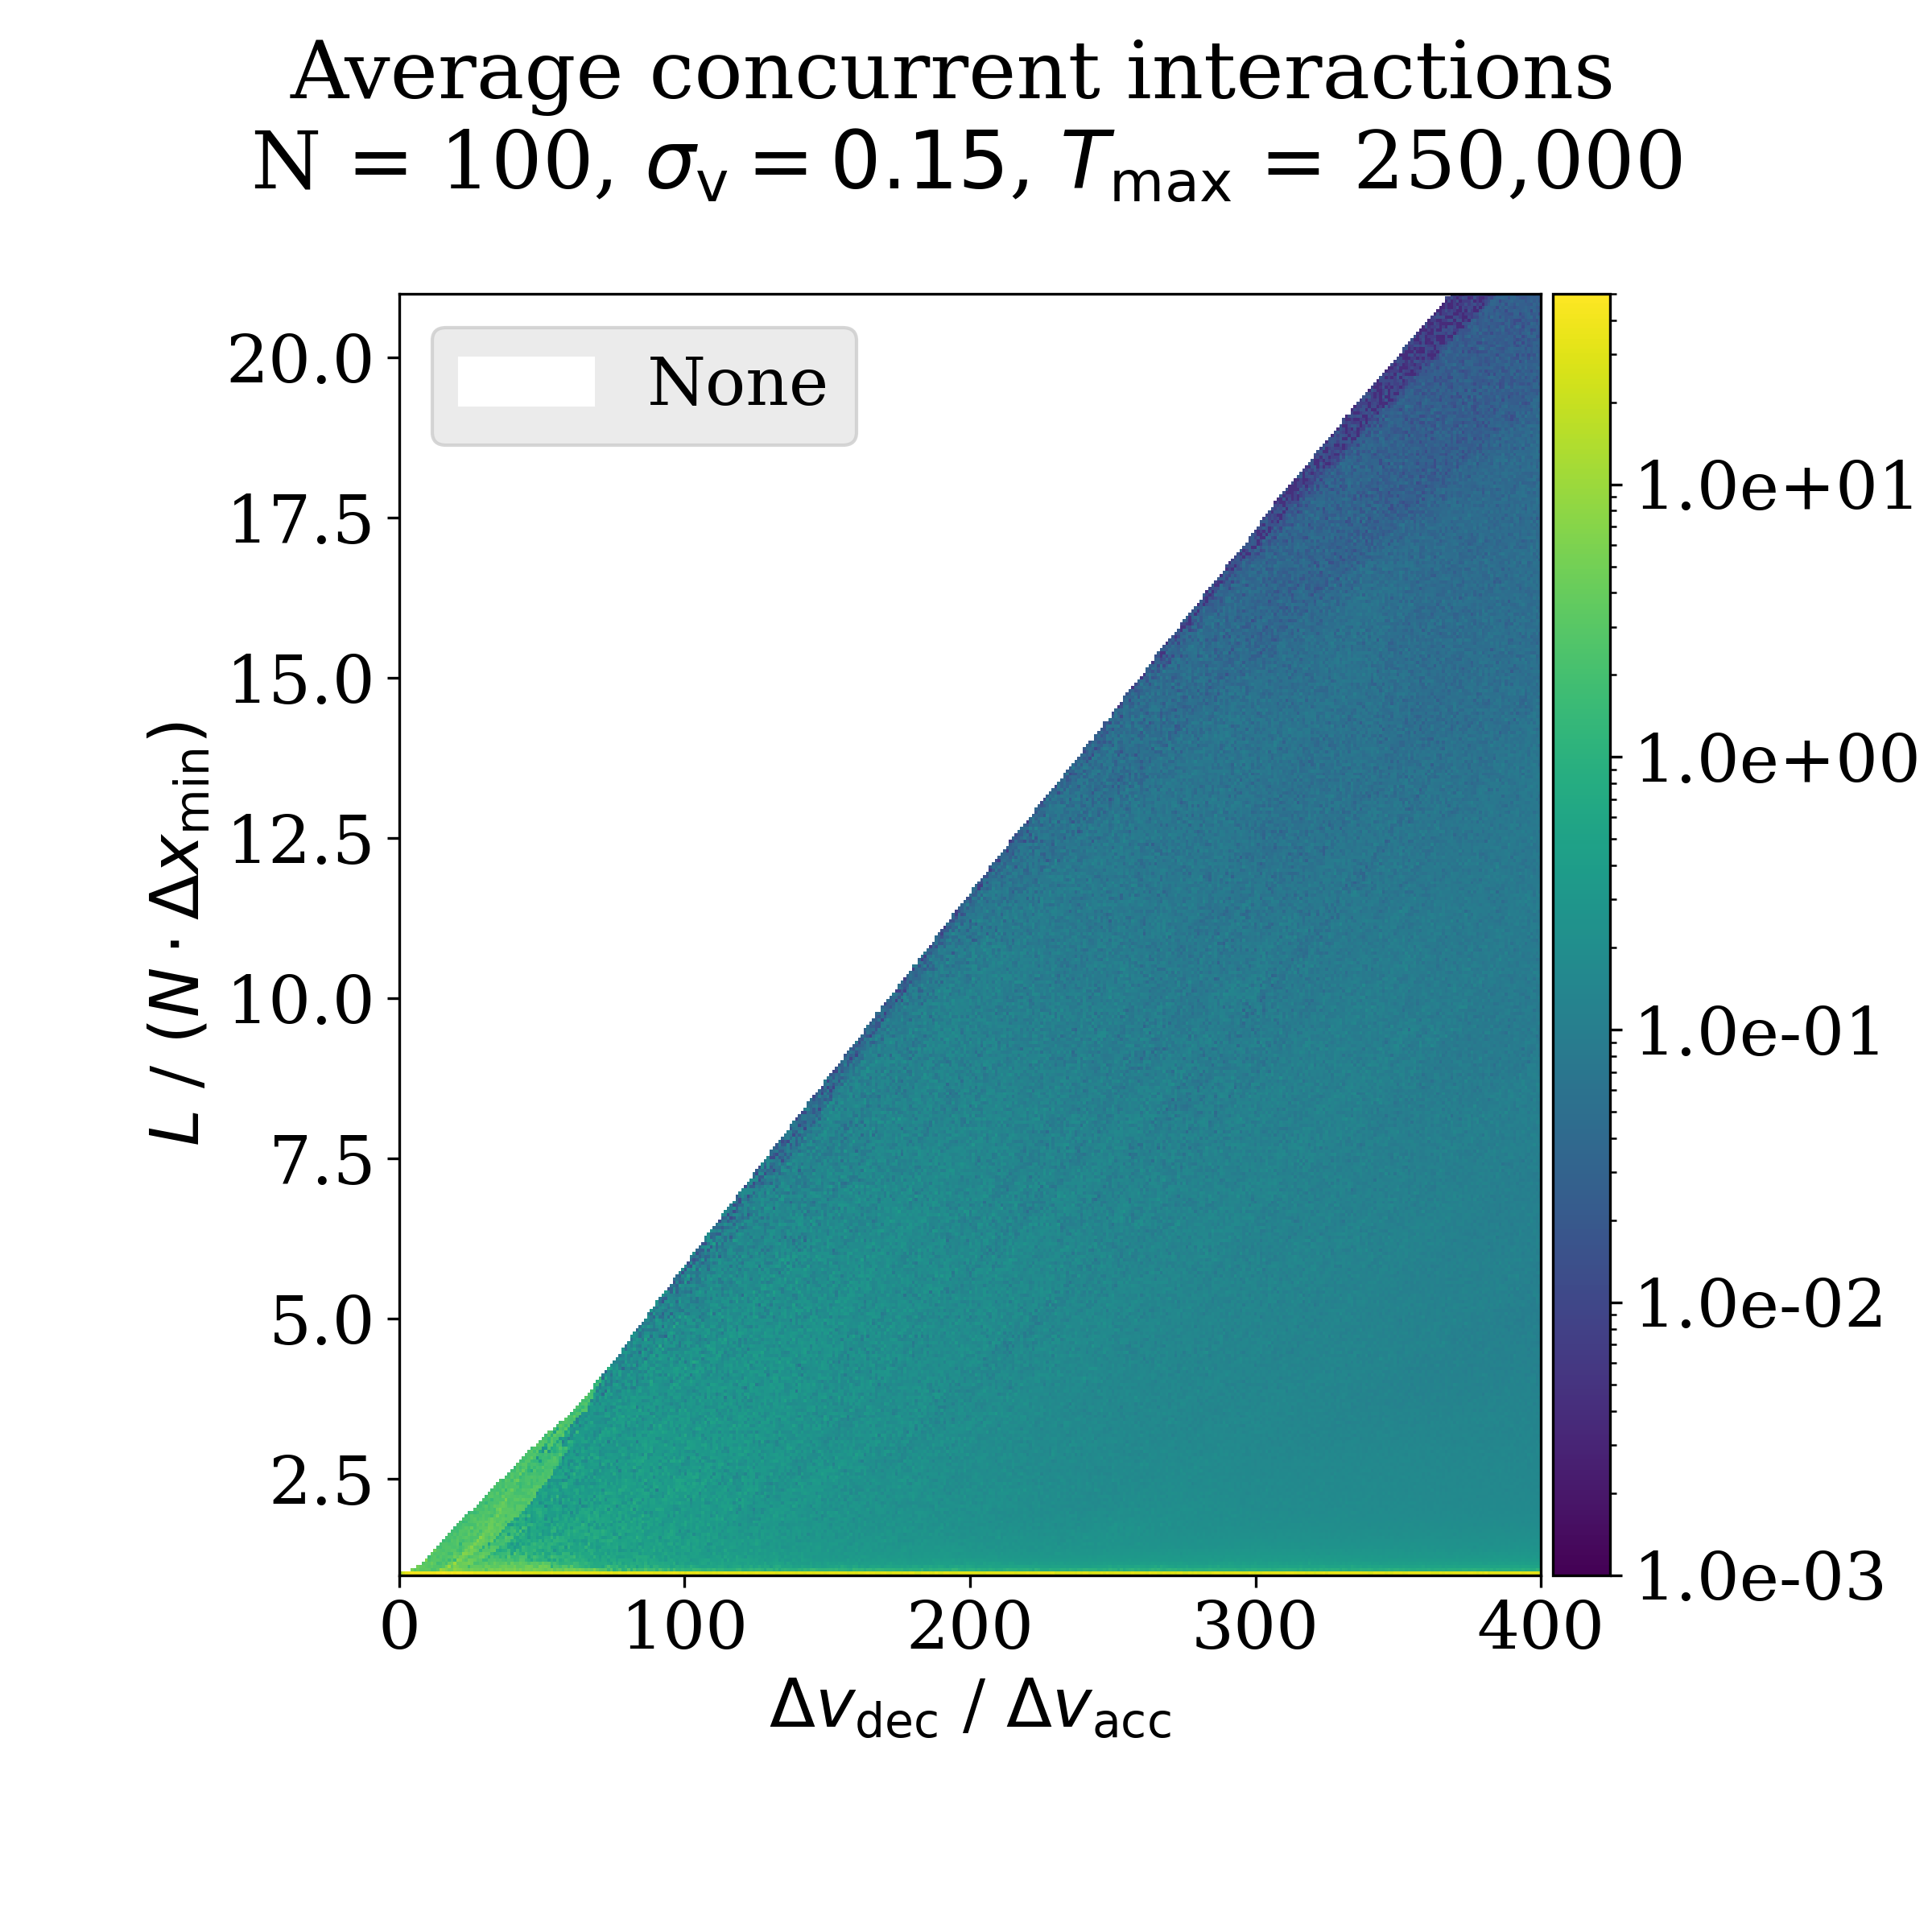 Average concurrent interactions
N = 100, σv = 0.15, Tmax = 250,000
None
20.0
17.5
15.0
12.5
10.0
7.5
5.0
2.5
L / (N · Δxmin)
0 100 200 300 400
Δvdec / Δvacc
1.0e+01
1.0e+00
1.0e-01
1.0e-02
1.0e-03